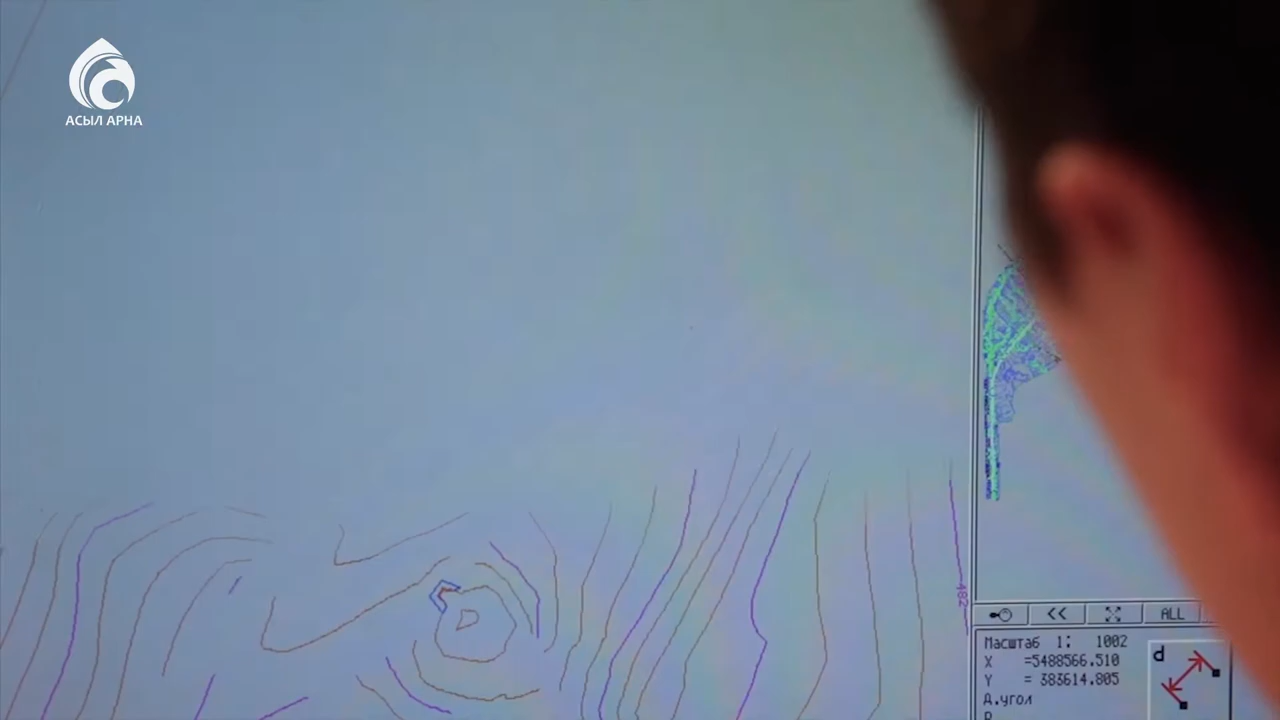 АСЫЛ АРНА
482
<< ALL
Масштаб 1: 1002
X =5488566.510
Y = 383614.805
Д.угол
d